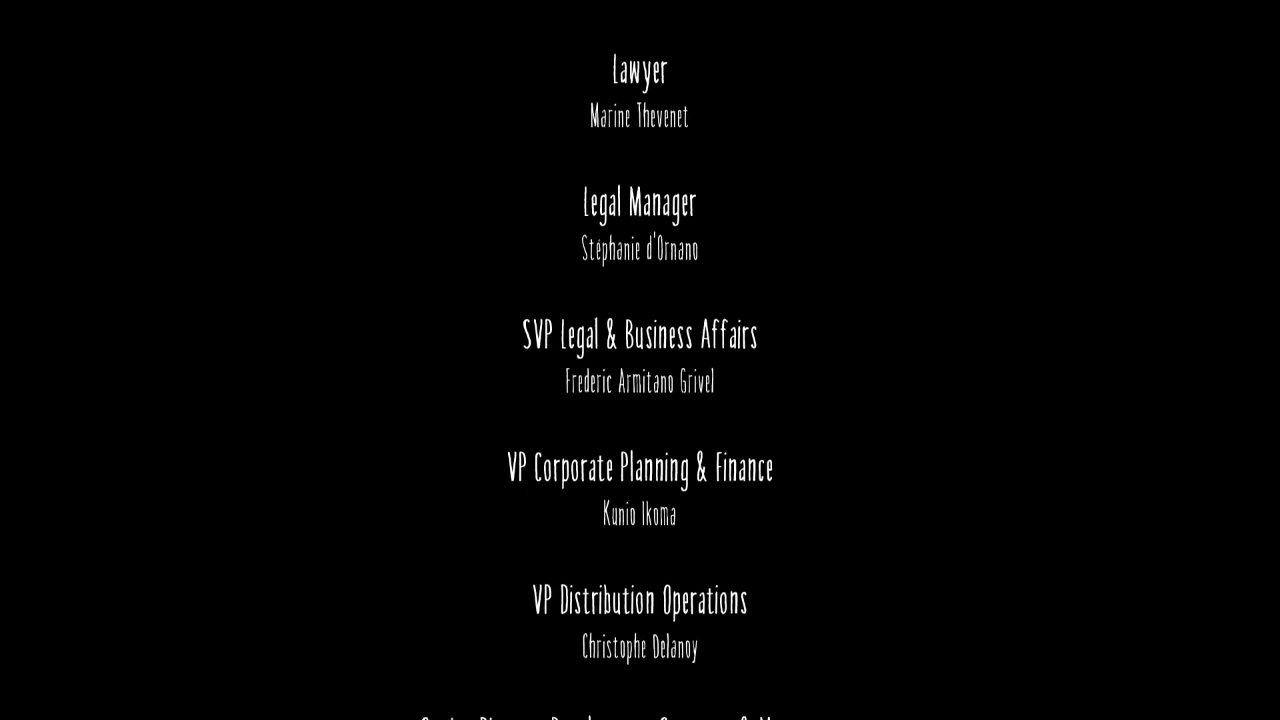 Lawyer
Marine Thevenet
Legal Manager
Stéphanie d'Ornano
SVP Legal & Business Affairs
Frederic Armitano Grivel
VP Corporate Planning & Finance
Kunio Ikoma
VP Distribution Operations
Christophe Delanoy